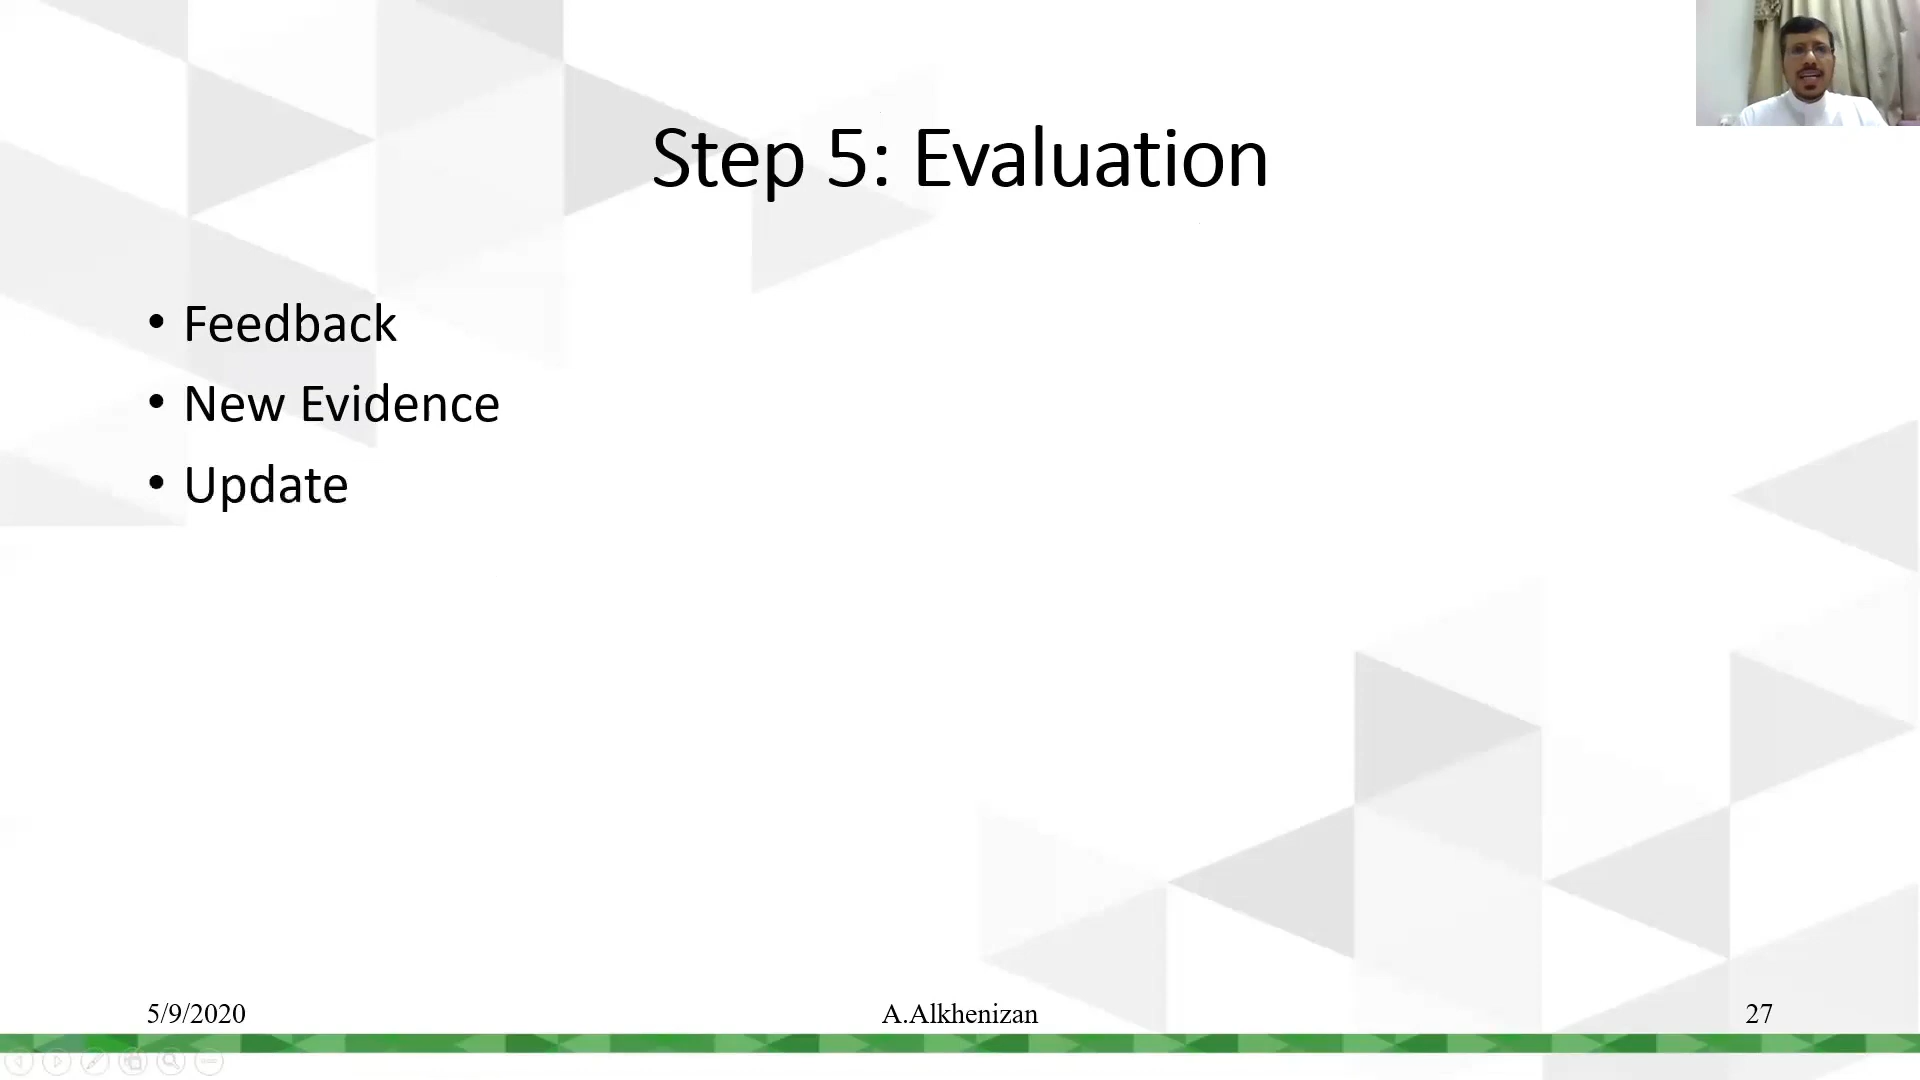 Step 5: Evaluation
• Feedback
• New Evidence
• Update
5/9/2020
A.Alkhenizan
27